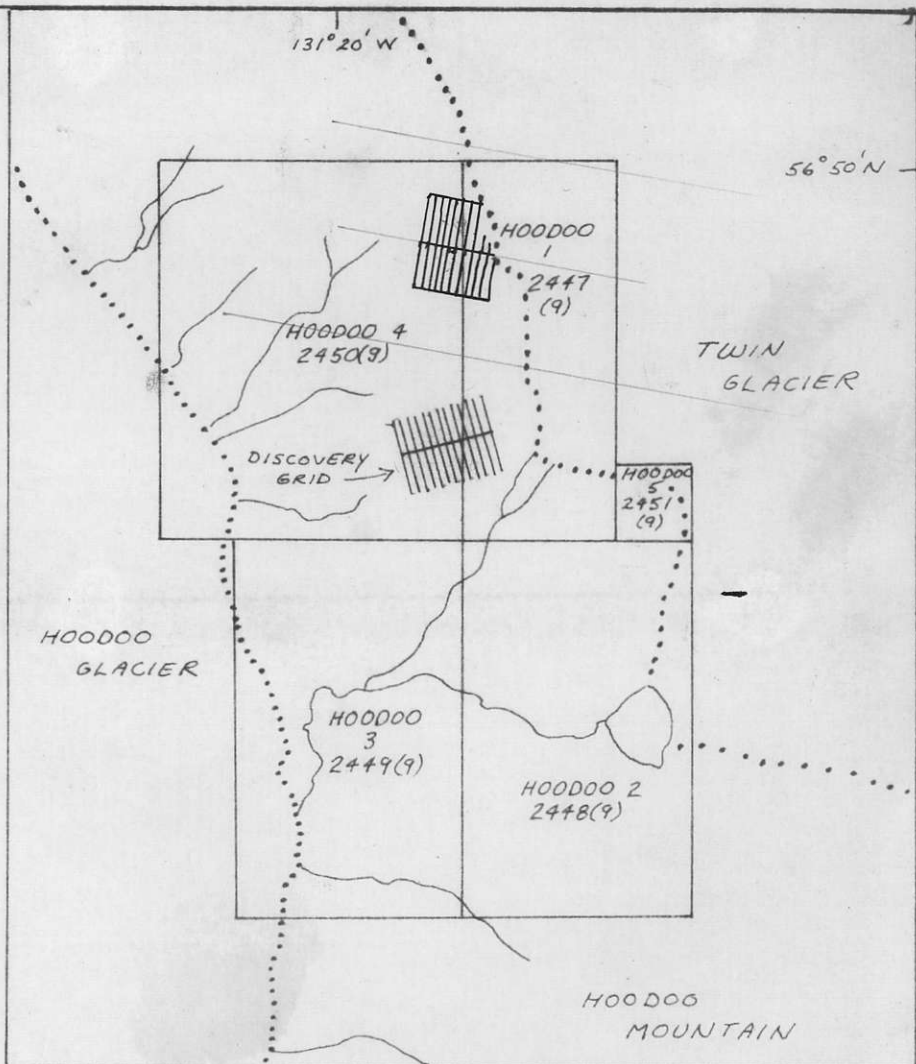 131°20' W
56°50'N
HOODOO
1
2447
(9)
HOODOO 4
2450(9)
TWIN
GLACIER
DISCOVERY
GRID
HOODOO
5
2451
(9)
HOODOO
GLACIER
HOODOO
3
2449(9)
HOODOO 2
2448(9)
HOODOO
MOUNTAIN